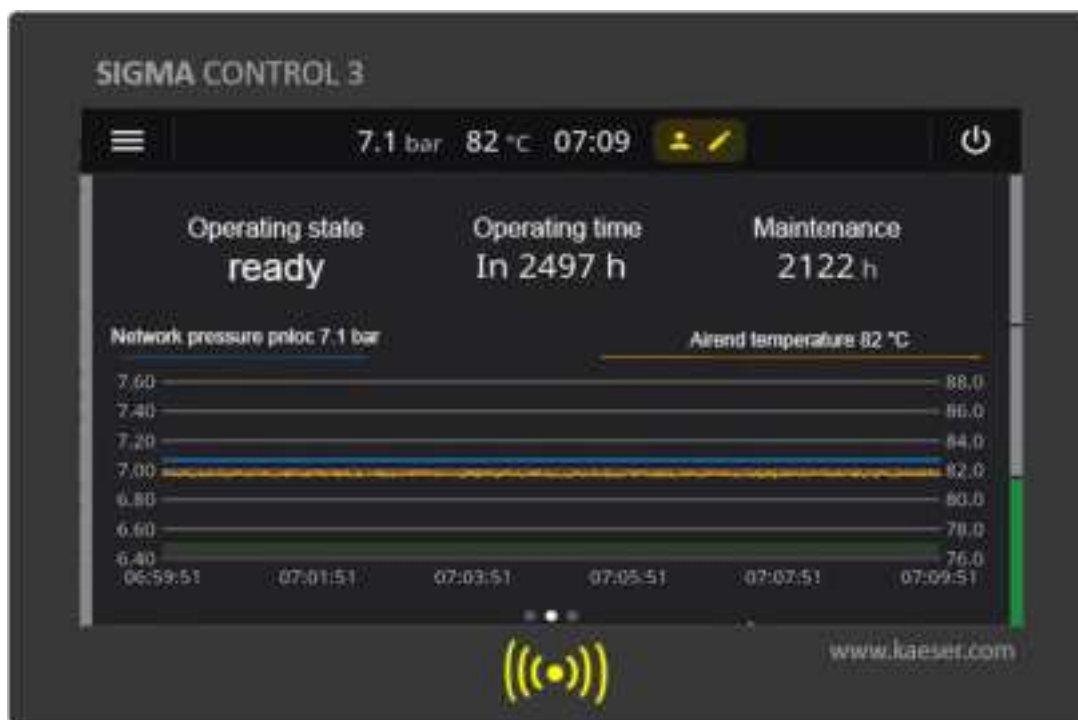 SIGMA CONTROL 3
7.1 bar 82 °C 07:09
Operating state Operating time Maintenance
ready In 2497 h 2122 h
Network pressure pnloc 7.1 bar Airend temperature 82 °C
7.60 88.0
7.40 86.0
7.20 84.0
7.00 82.0
6.80 80.0
6.60 78.0
6.40 76.0
06:59:51 07:01:51 07:03:51 07:05:51 07:07:51 07:09:51
www.kaeser.com